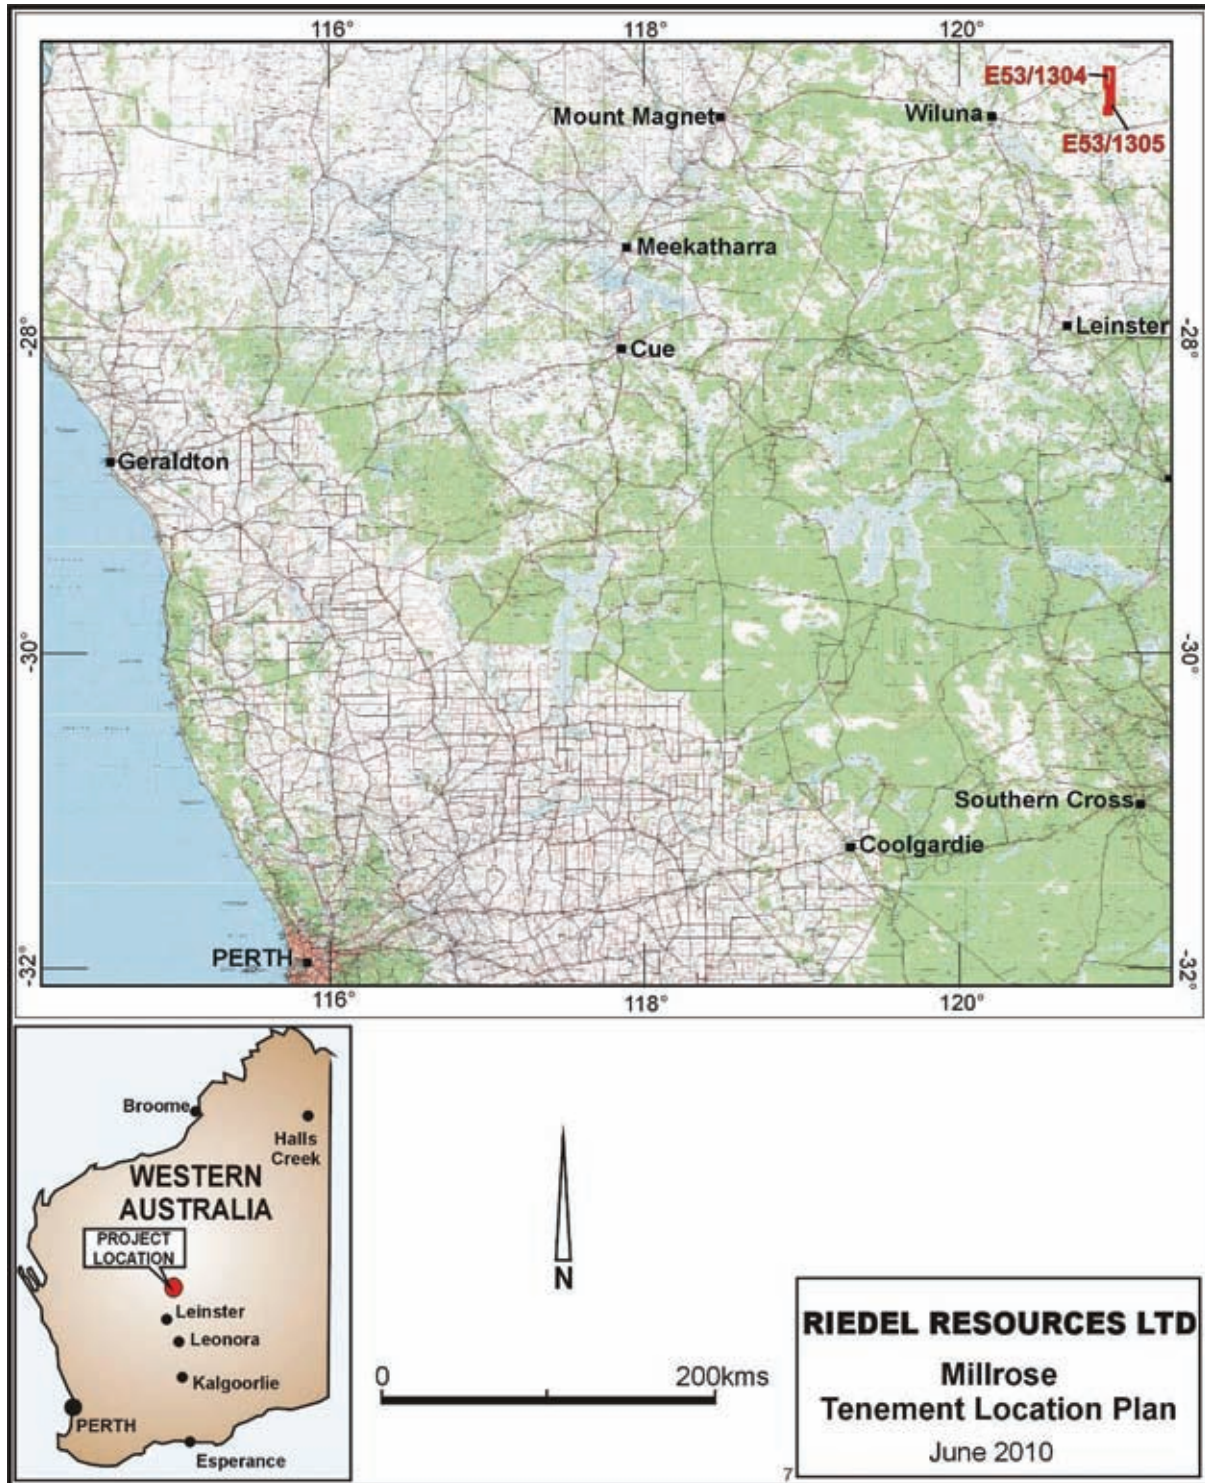 116°
118°
120°
E53/1304
Mount Magnet
Wiluna
E53/1305
Meekatharra
-28°
Leinster
-28°
Cue
Geraldton
-30°
-30°
Southern Cross
Coolgardie
PERTH
-32°
-32°
116°
118°
120°
Broome
Halls
Creek
WESTERN
AUSTRALIA
PROJECT
LOCATION
Leinster
Leonora
Kalgoorlie
PERTH
Esperance
N
0
200kms
RIEDEL RESOURCES LTD
Millrose
Tenement Location Plan
June 2010
7